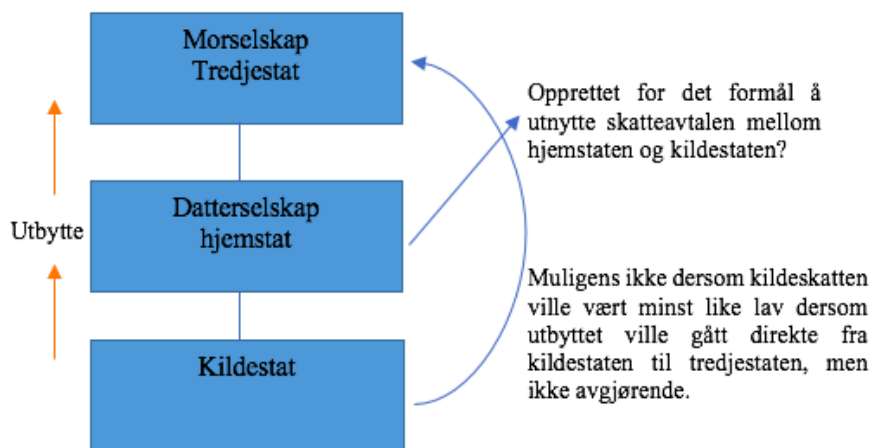 Morselskap
Tredjestat
Opprettet for det formål å
utnytte skatteavtalen mellom
hjemstaten og kildestaten?
Datterselskap
hjemstat
Utbytte
Muligens ikke dersom kildeskatten
ville vært minst like lav dersom
utbyttet ville gått direkte fra
kildestaten til tredjestaten, men
ikke avgjørende.
Kildestat